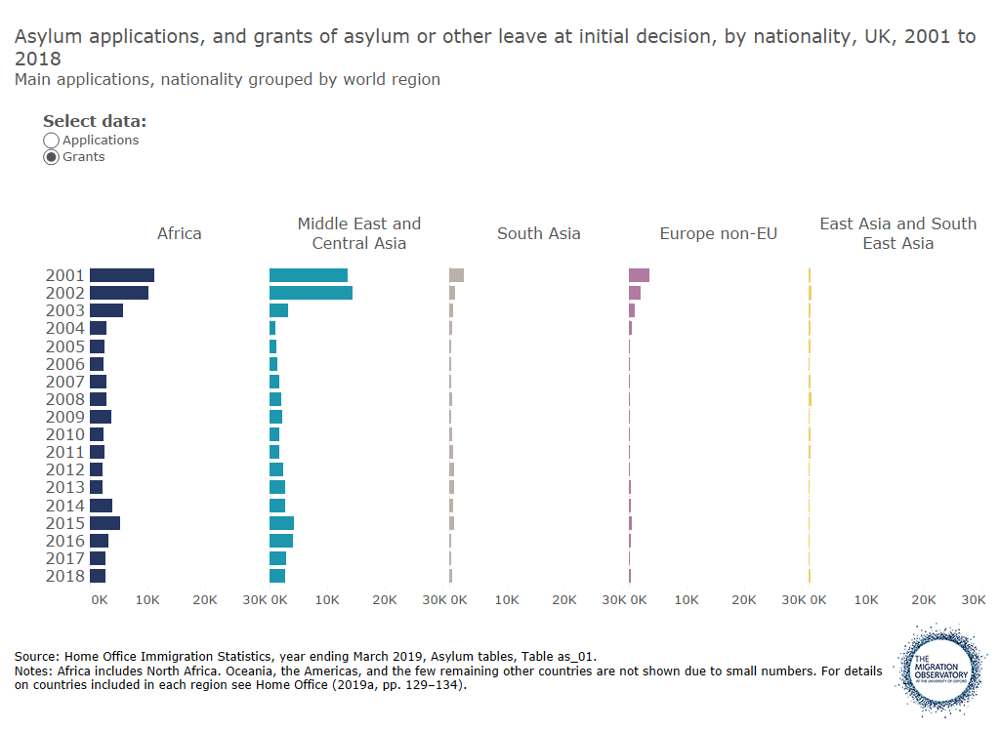 Asylum applications, and grants of asylum or other leave at initial decision, by nationality, UK, 2001 to
2018
Main applications, nationality grouped by world region
Select data:
Applications
Grants
Africa
Middle East and
Central Asia
South Asia
Europe non-EU
East Asia and South
East Asia
2001
2002
2003
2004
2005
2006
2007
2008
2009
2010
2011
2012
2013
2014
2015
2016
2017
2018
0K 10K 20K 30K 0K 10K 20K 30K 0K 10K 20K 30K 0K 10K 20K 30K 0K 10K 20K 30K
Source: Home Office Immigration Statistics, year ending March 2019, Asylum tables, Table as_01.
Notes: Africa includes North Africa. Oceania, the Americas, and the few remaining other countries are not shown due to small numbers. For details
on countries included in each region see Home Office (2019a, pp. 129–134).
THE
MIGRATION
OBSERVATORY
AT THE UNIVERSITY OF OXFORD